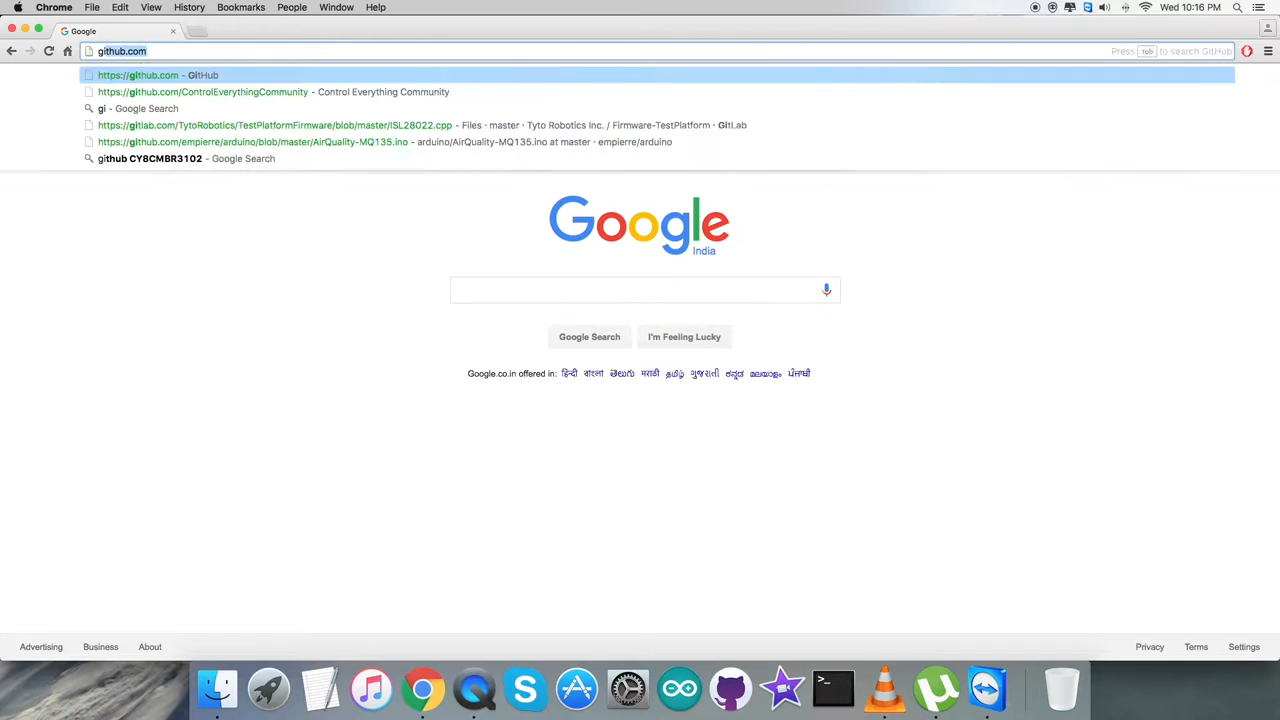 Chrome File Edit View History Bookmarks People Window Help Wed 10:16 PM
Google
github.com Press tab to search GitHub
https://github.com - GitHub
https://github.com/ControlEverythingCommunity - Control Everything Community
gi - Google Search
https://gitlab.com/TytoRobotics/TestPlatformFirmware/blob/master/ISL28022.cpp - Files · master · Tyto Robotics Inc. / Firmware-TestPlatform · GitLab
https://github.com/empierre/arduino/blob/master/AirQuality-MQ135.ino - arduino/AirQuality-MQ135.ino at master · empierre/arduino
github CY8CMBR3102 - Google Search
Google
India
Google Search I'm Feeling Lucky
Google.co.in offered in: हिन्दी বাংলা తెలుగు मराठी தமிழ் ગુજરાતી ಕನ್ನಡ മലയാളം ਪੰਜਾਬੀ
Advertising Business About Privacy Terms Settings